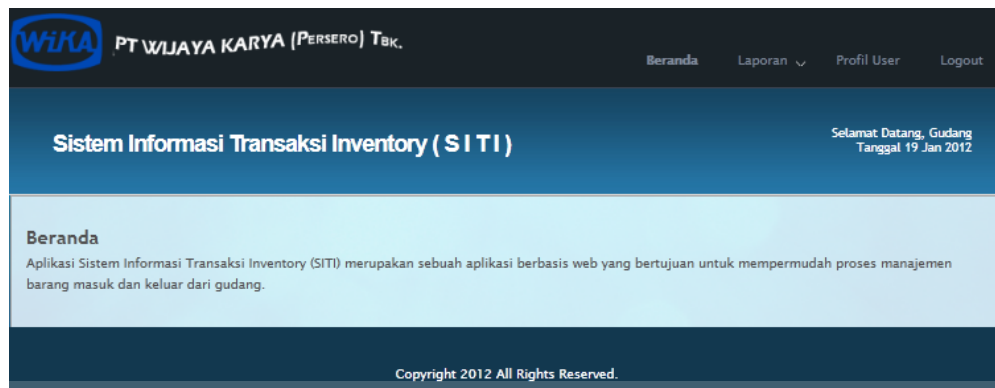 WiKA
PT WIJAYA KARYA (PERSERO) TBK.
Beranda Laporan Profil User Logout
Sistem Informasi Transaksi Inventory ( S I T I )
Selamat Datang, Gudang
Tanggal 19 Jan 2012
Beranda
Aplikasi Sistem Informasi Transaksi Inventory (SITI) merupakan sebuah aplikasi berbasis web yang bertujuan untuk mempermudah proses manajemen
barang masuk dan keluar dari gudang.
Copyright 2012 All Rights Reserved.